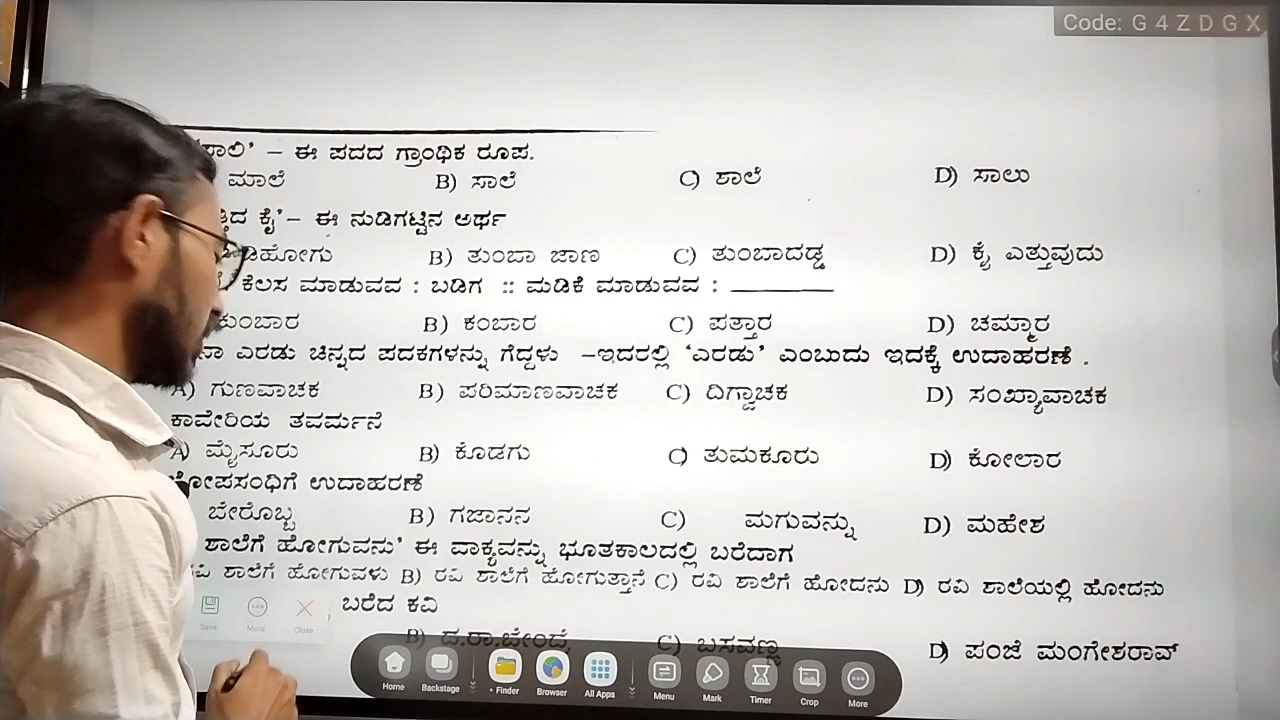 Code: G 4 Z D G X
ಸಾಲಿ' – ಈ ಪದದ ಗ್ರಾಂಥಿಕ ರೂಪ.
ಮಾಲೆ B) ಸಾಲೆ C) ಶಾಲೆ D) ಸಾಲು
ಕೈ' – ಈ ನುಡಿಗಟ್ಟಿನ ಅರ್ಥ
B) ತುಂಬಾ ಜಾಣ C) ತುಂಬಾದಡ್ಡ D) ಕೈ ಎತ್ತುವುದು
ಕೆಲಸ ಮಾಡುವವ : ಬಡಿಗ :: ಮಡಿಕೆ ಮಾಡುವವ : ________
ಕುಂಬಾರ B) ಕಂಬಾರ C) ಪತ್ತಾರ D) ಚಮ್ಮಾರ
ಎರಡು ಚಿನ್ನದ ಪದಕಗಳನ್ನು ಗೆದ್ದಳು –ಇದರಲ್ಲಿ 'ಎರಡು' ಎಂಬುದು ಇದಕ್ಕೆ ಉದಾಹರಣೆ .
A) ಗುಣವಾಚಕ B) ಪರಿಮಾಣವಾಚಕ C) ದಿಗ್ವಾಚಕ D) ಸಂಖ್ಯಾವಾಚಕ
ಕಾವೇರಿಯ ತವರ್ಮನೆ
A) ಮೈಸೂರು B) ಕೊಡಗು C) ತುಮಕೂರು D) ಕೋಲಾರ
ಲೋಪಸಂಧಿಗೆ ಉದಾಹರಣೆ
ಬೇರೊಬ್ಬ B) ಗಜಾನನ C) ಮಗುವನ್ನು D) ಮಹೇಶ
ಶಾಲೆಗೆ ಹೋಗುವನು' ಈ ವಾಕ್ಯವನ್ನು ಭೂತಕಾಲದಲ್ಲಿ ಬರೆದಾಗ
ಶಾಲೆಗೆ ಹೋಗುವಳು B) ರವಿ ಶಾಲೆಗೆ ಹೋಗುತ್ತಾನೆ C) ರವಿ ಶಾಲೆಗೆ ಹೋದನು D) ರವಿ ಶಾಲೆಯಲ್ಲಿ ಹೋದನು
ಬರೆದ ಕವಿ
B) ದ.ರಾ.ಬೇಂದ್ರೆ C) ಬಸವಣ್ಣ D) ಪಂಜೆ ಮಂಗೇಶರಾವ್
Save More Close
Home Backstage Finder Browser All Apps Menu Mark Timer Crop More